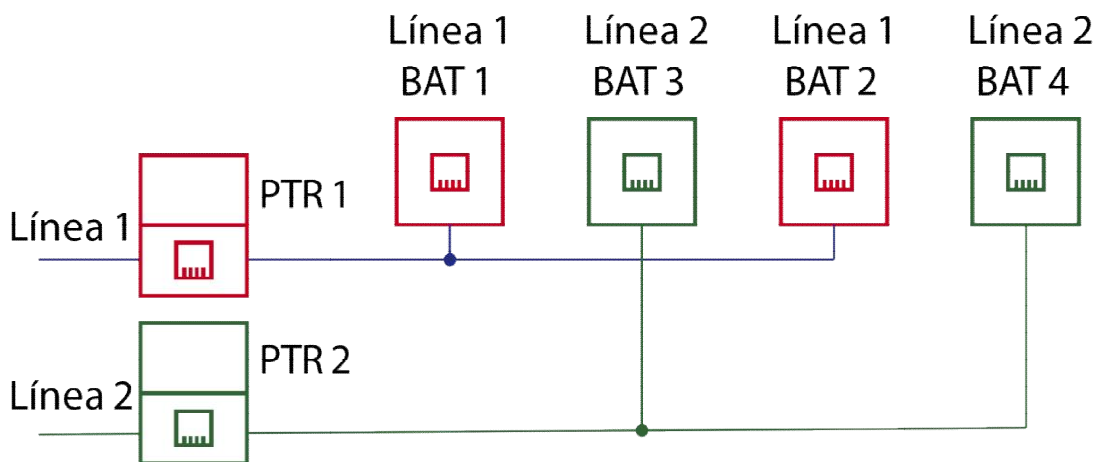 Línea 1
BAT 1
Línea 2
BAT 3
Línea 1
BAT 2
Línea 2
BAT 4
PTR 1
Línea 1
PTR 2
Línea 2